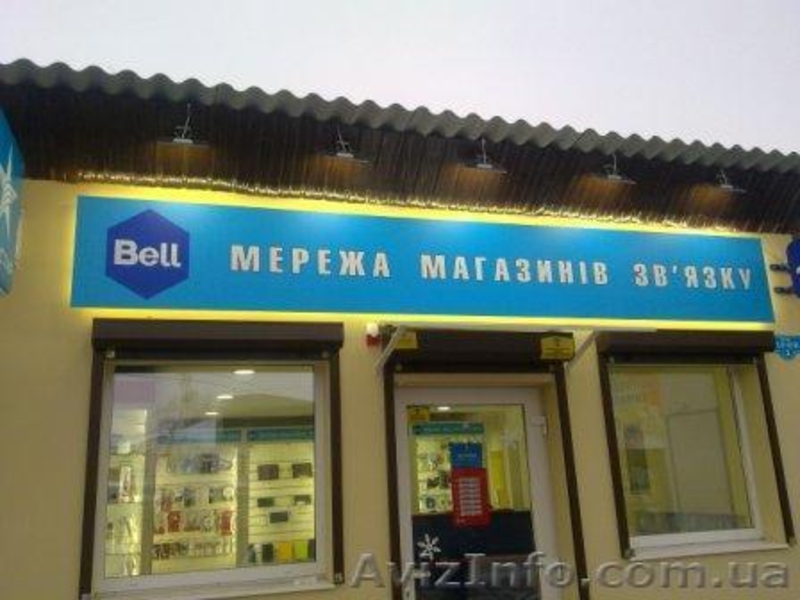 Bell МЕРЕЖА МАГАЗИНІВ ЗВ'ЯЗКУ
AvizInfo.com.ua